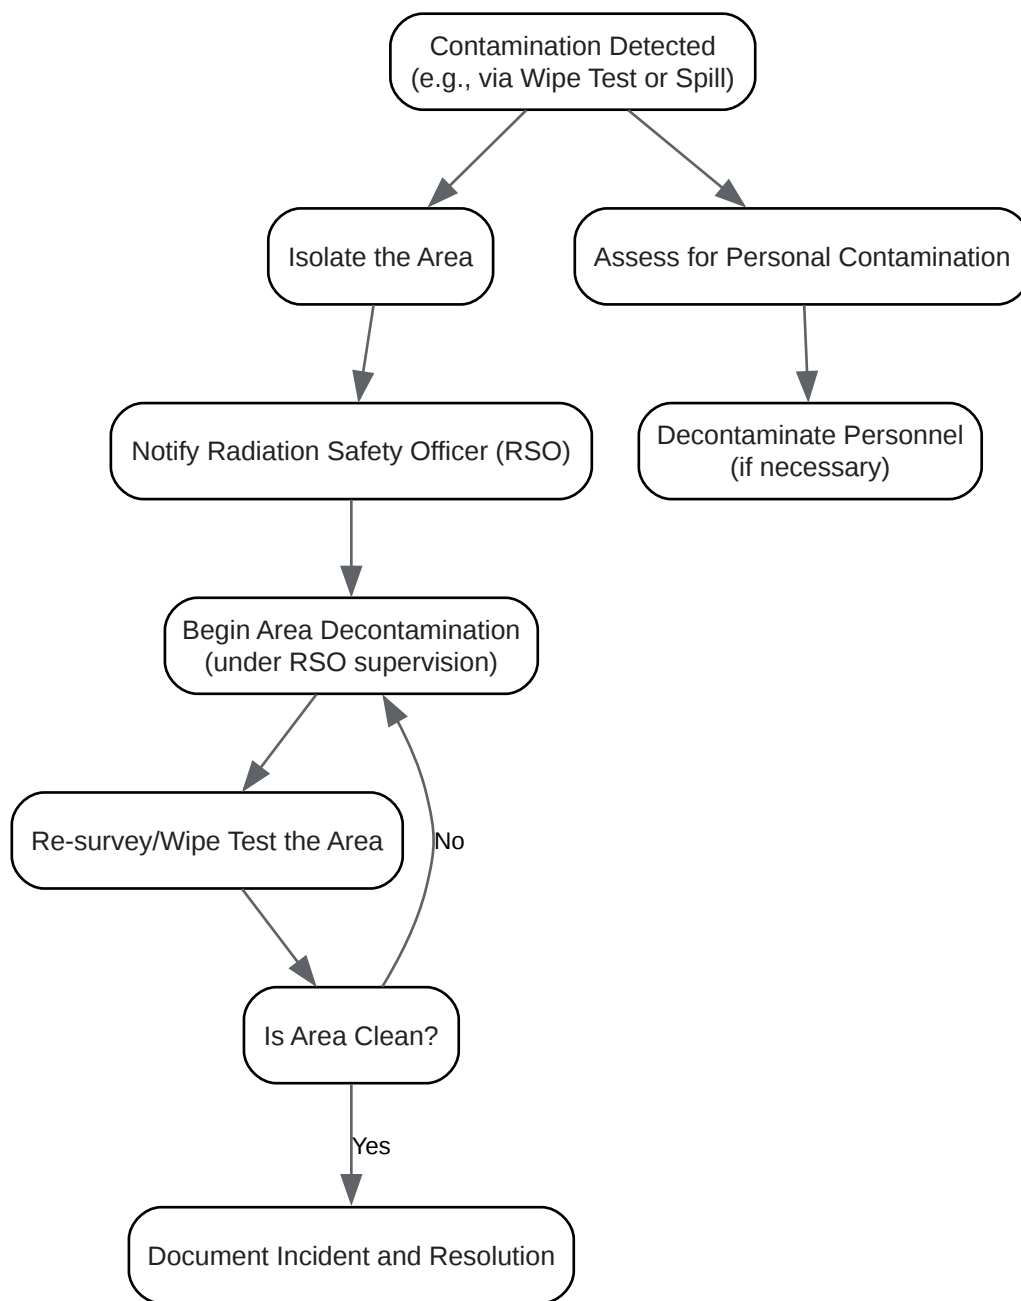 Contamination Detected
(e.g., via Wipe Test or Spill)
Isolate the Area
Assess for Personal Contamination
Notify Radiation Safety Officer (RSO)
Decontaminate Personnel
(if necessary)
Begin Area Decontamination
(under RSO supervision)
Re-survey/Wipe Test the Area
No
Is Area Clean?
Yes
Document Incident and Resolution